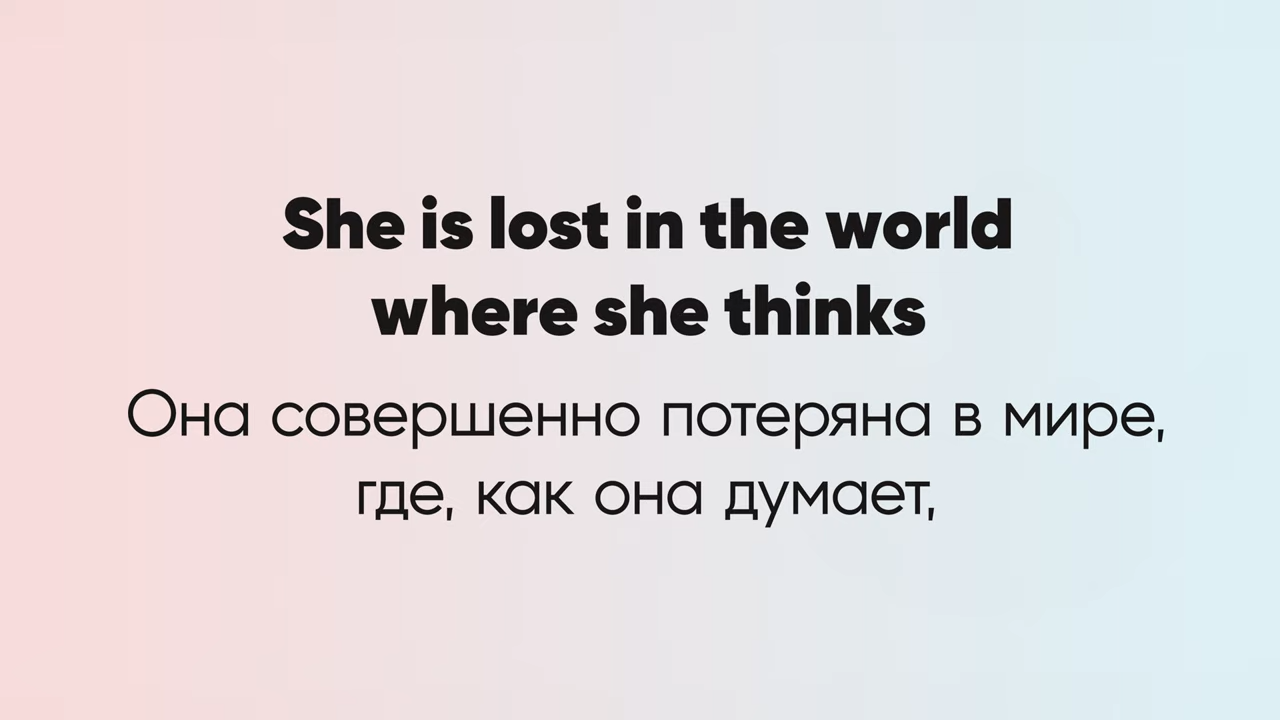 She is lost in the world
where she thinks
Она совершенно потеряна в мире,
где, как она думает,